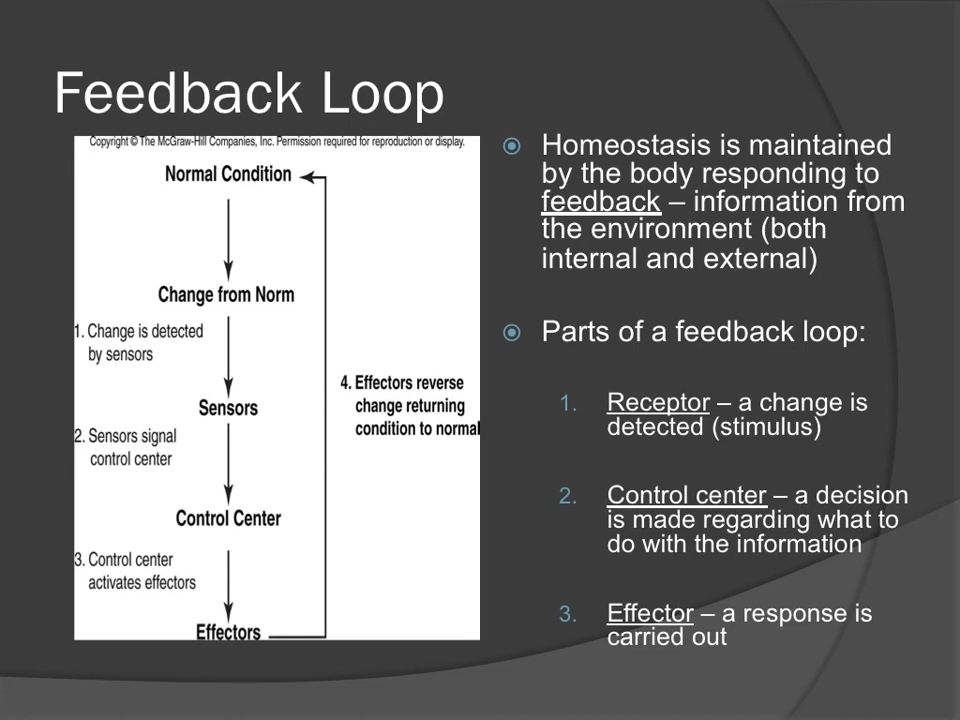 Feedback Loop
Copyright © The McGraw-Hill Companies, Inc. Permission required for reproduction or display.
Normal Condition
Change from Norm
1. Change is detected
by sensors
Sensors
2. Sensors signal
control center
Control Center
3. Control center
activates effectors
Effectors
4. Effectors reverse
change returning
condition to normal
Homeostasis is maintained
by the body responding to
feedback – information from
the environment (both
internal and external)
Parts of a feedback loop:
1. Receptor – a change is
detected (stimulus)
2. Control center – a decision
is made regarding what to
do with the information
3. Effector – a response is
carried out